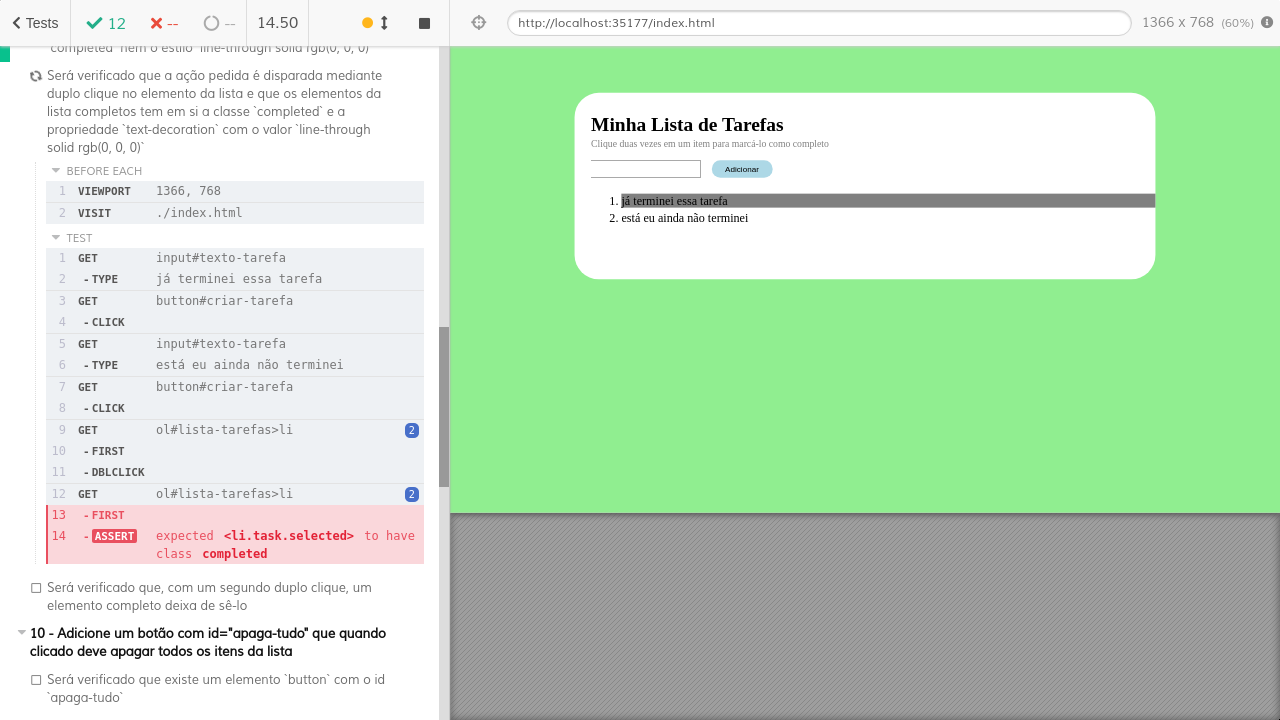 Tests
12
--
--
14.50
http://localhost:35177/index.html
1366 x 768 (60%)
`completed` nem o estilo `line-through solid rgb(0, 0, 0)`
Será verificado que a ação pedida é disparada mediante
duplo clique no elemento da lista e que os elementos da
lista completos tem em si a classe `completed` e a
propriedade `text-decoration` com o valor `line-through
solid rgb(0, 0, 0)`
BEFORE EACH
1 VIEWPORT 1366, 768
2 VISIT ./index.html
TEST
1 GET input#texto-tarefa
2 -TYPE já terminei essa tarefa
3 GET button#criar-tarefa
4 -CLICK
5 GET input#texto-tarefa
6 -TYPE está eu ainda não terminei
7 GET button#criar-tarefa
8 -CLICK
9 GET ol#lista-tarefas>li 2
10 -FIRST
11 -DBLCLICK
12 GET ol#lista-tarefas>li 2
13 -FIRST
14 -ASSERT expected <li.task.selected> to have
class completed
Será verificado que, com um segundo duplo clique, um
elemento completo deixa de sê-lo
10 - Adicione um botão com id="apaga-tudo" que quando
clicado deve apagar todos os itens da lista
Será verificado que existe um elemento `button` com o id
`apaga-tudo`
Minha Lista de Tarefas
Clique duas vezes em um item para marcá-lo como completo
Adicionar
1. já terminei essa tarefa
2. está eu ainda não terminei